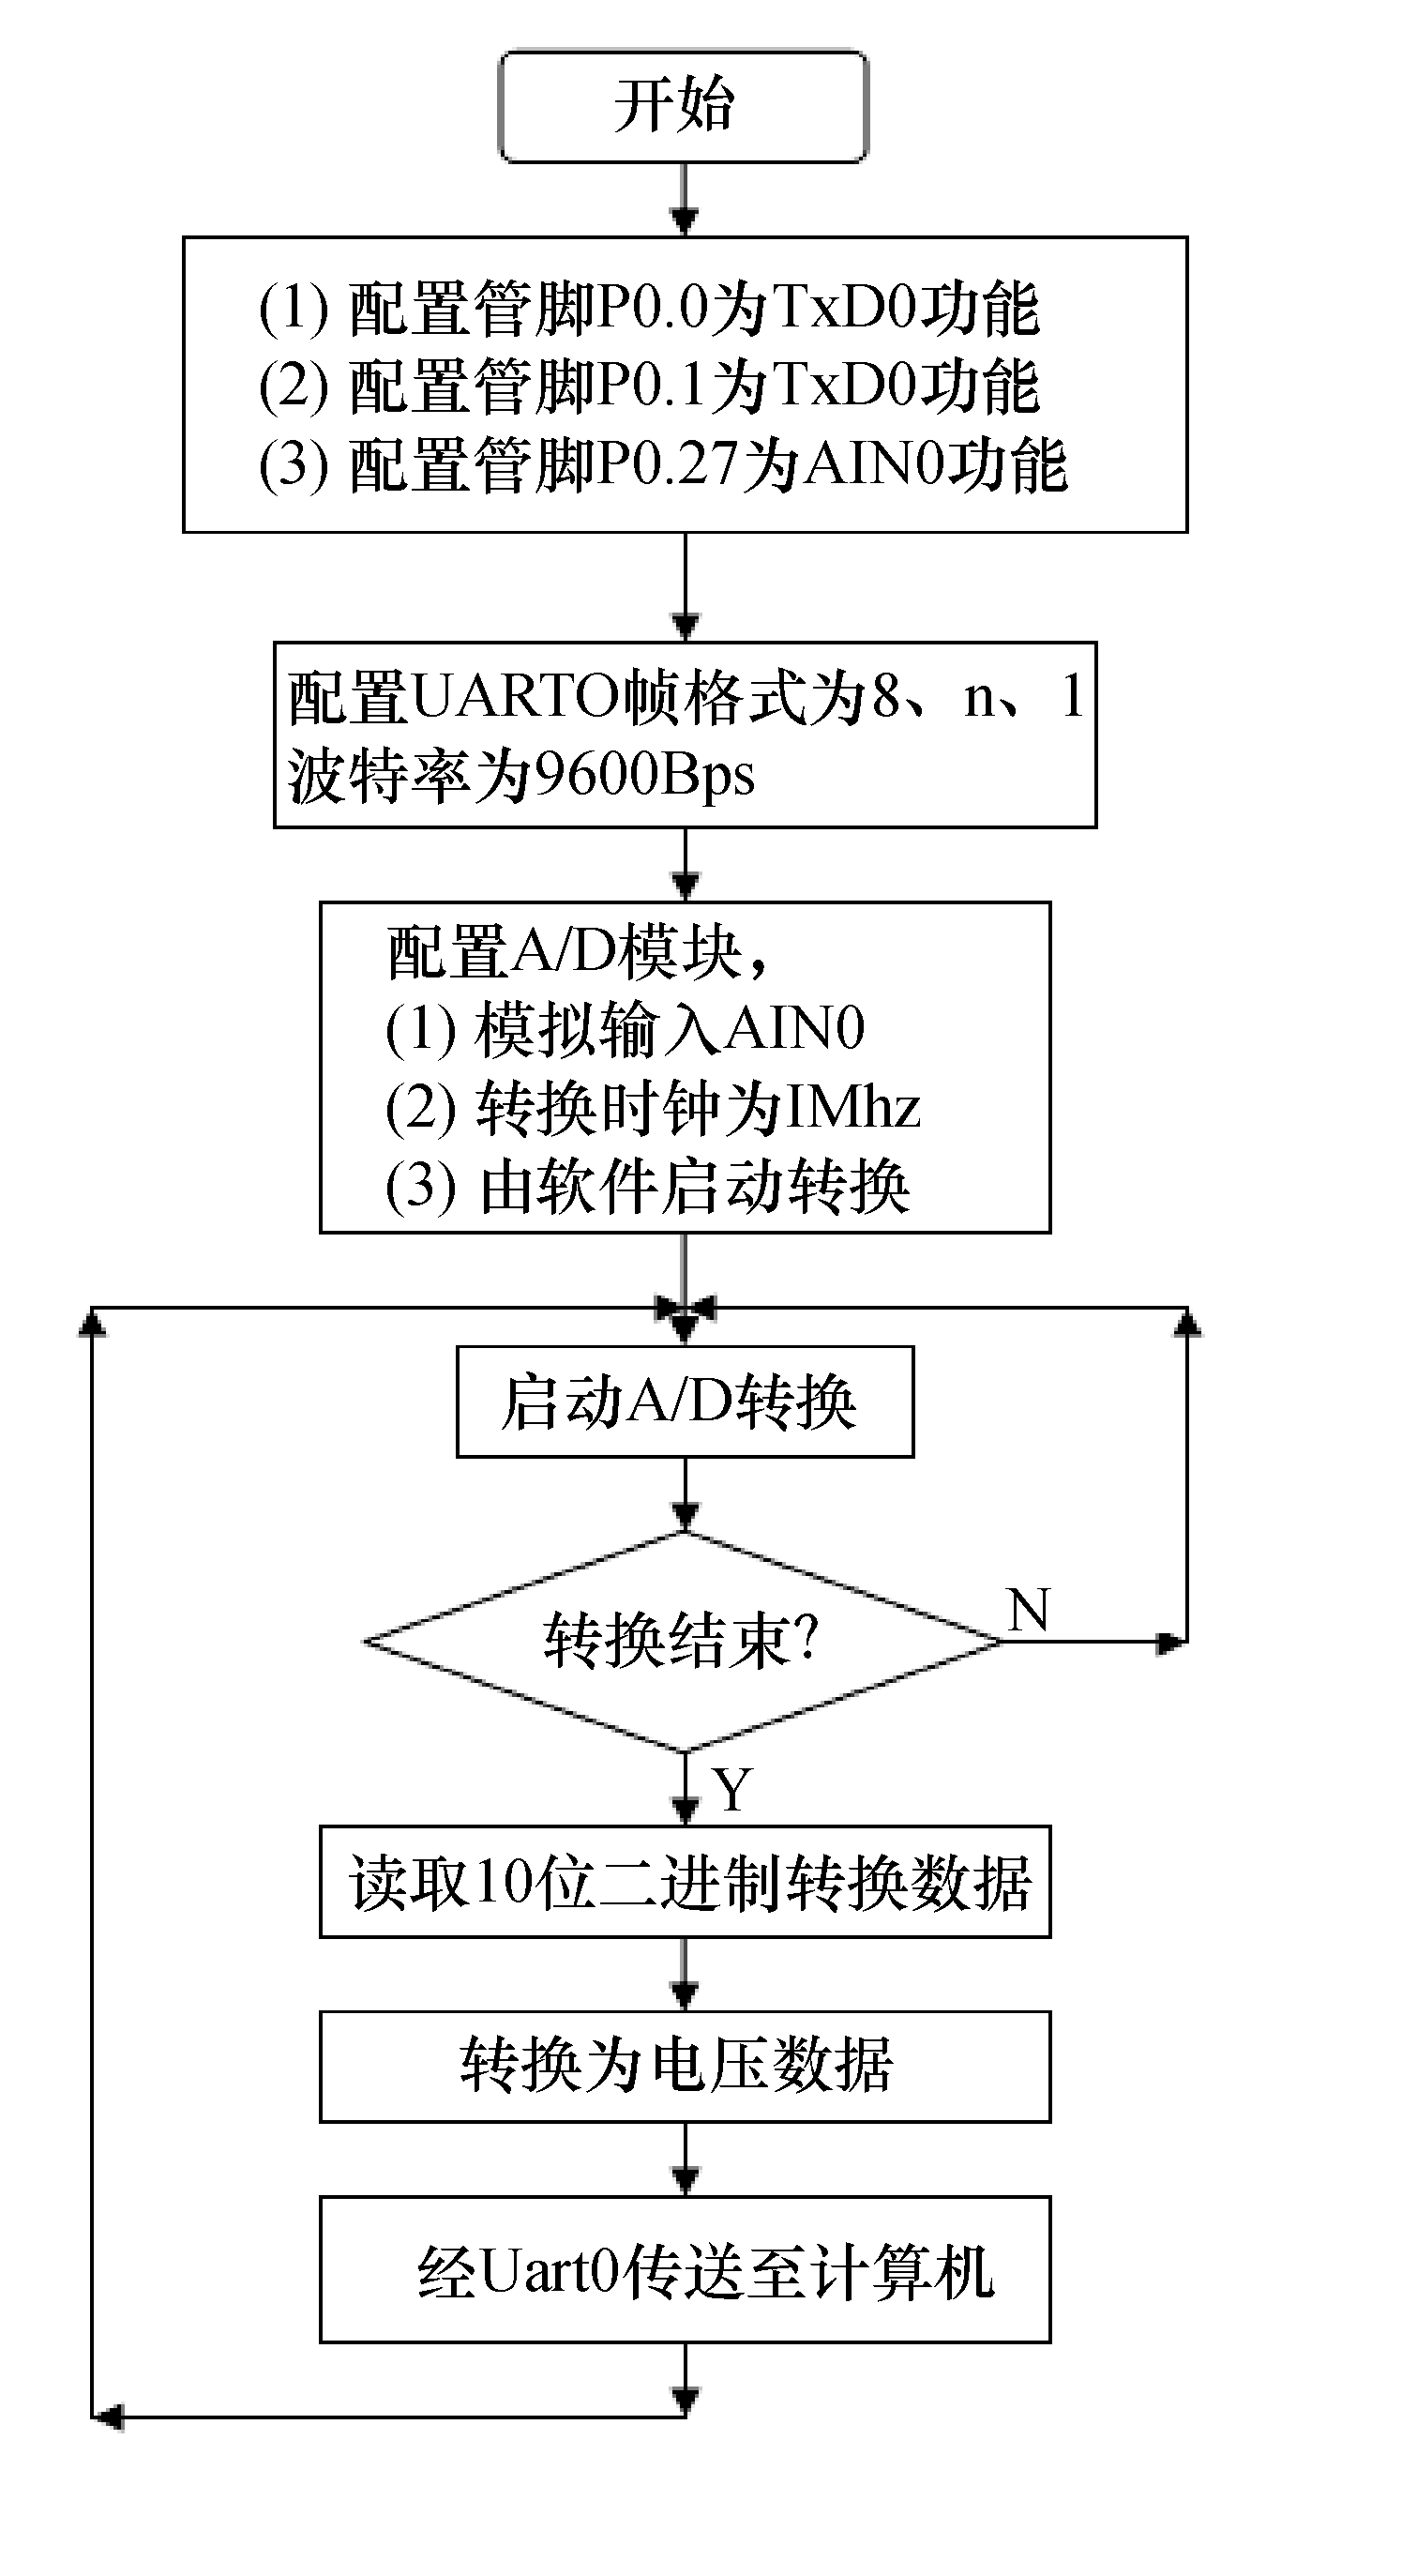 开始
(1) 配置管脚P0.0为TxD0功能
(2) 配置管脚P0.1为TxD0功能
(3) 配置管脚P0.27为AIN0功能
配置UARTO帧格式为8、n、1
波特率为9600Bps
配置A/D模块，
(1) 模拟输入AIN0
(2) 转换时钟为IMhz
(3) 由软件启动转换
启动A/D转换
转换结束？
N
Y
读取10位二进制转换数据
转换为电压数据
经Uart0传送至计算机